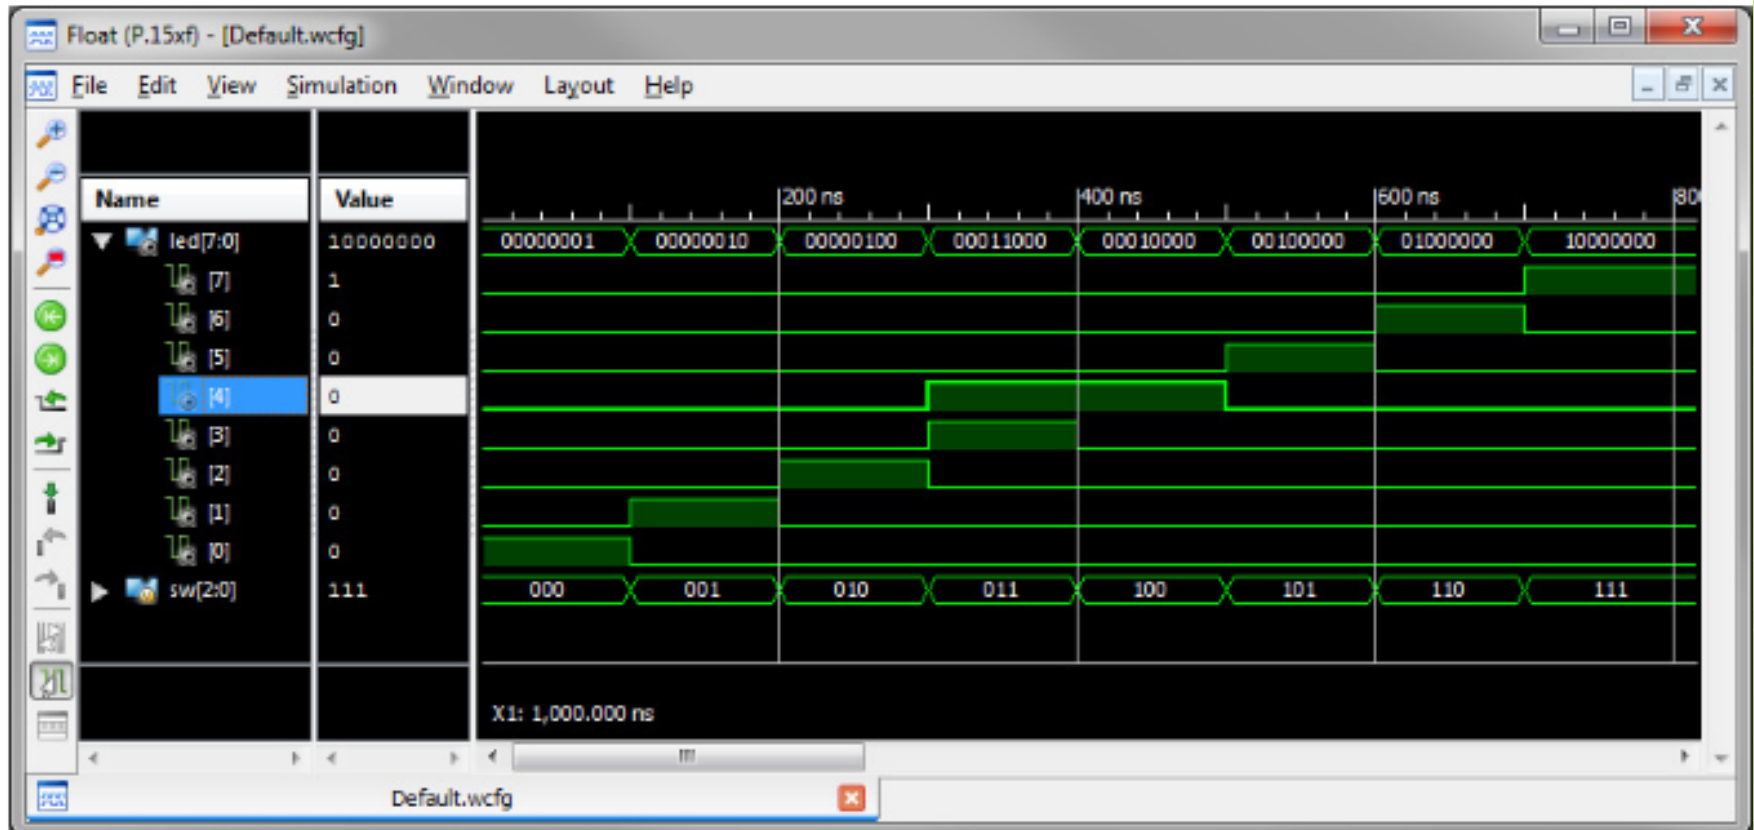 Float (P.15xf) - [Default.wcfg]
File Edit View Simulation Window Layout Help
200 ns 400 ns 600 ns 80
Name Value
led[7:0] 10000000 00000001 00000010 00000100 00011000 00010000 00100000 01000000 10000000
[7] 1
[6] 0
[5] 0
[4] 0
[3] 0
[2] 0
[1] 0
[0] 0
sw[2:0] 111 000 001 010 011 100 101 110 111
X1: 1,000.000 ns
Default.wcfg